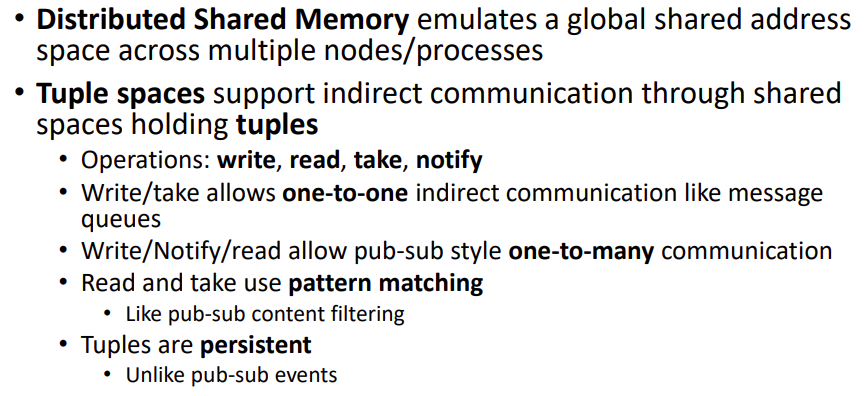 • Distributed Shared Memory emulates a global shared address
space across multiple nodes/processes
• Tuple spaces support indirect communication through shared
spaces holding tuples
• Operations: write, read, take, notify
• Write/take allows one-to-one indirect communication like message
queues
• Write/Notify/read allow pub-sub style one-to-many communication
• Read and take use pattern matching
• Like pub-sub content filtering
• Tuples are persistent
• Unlike pub-sub events